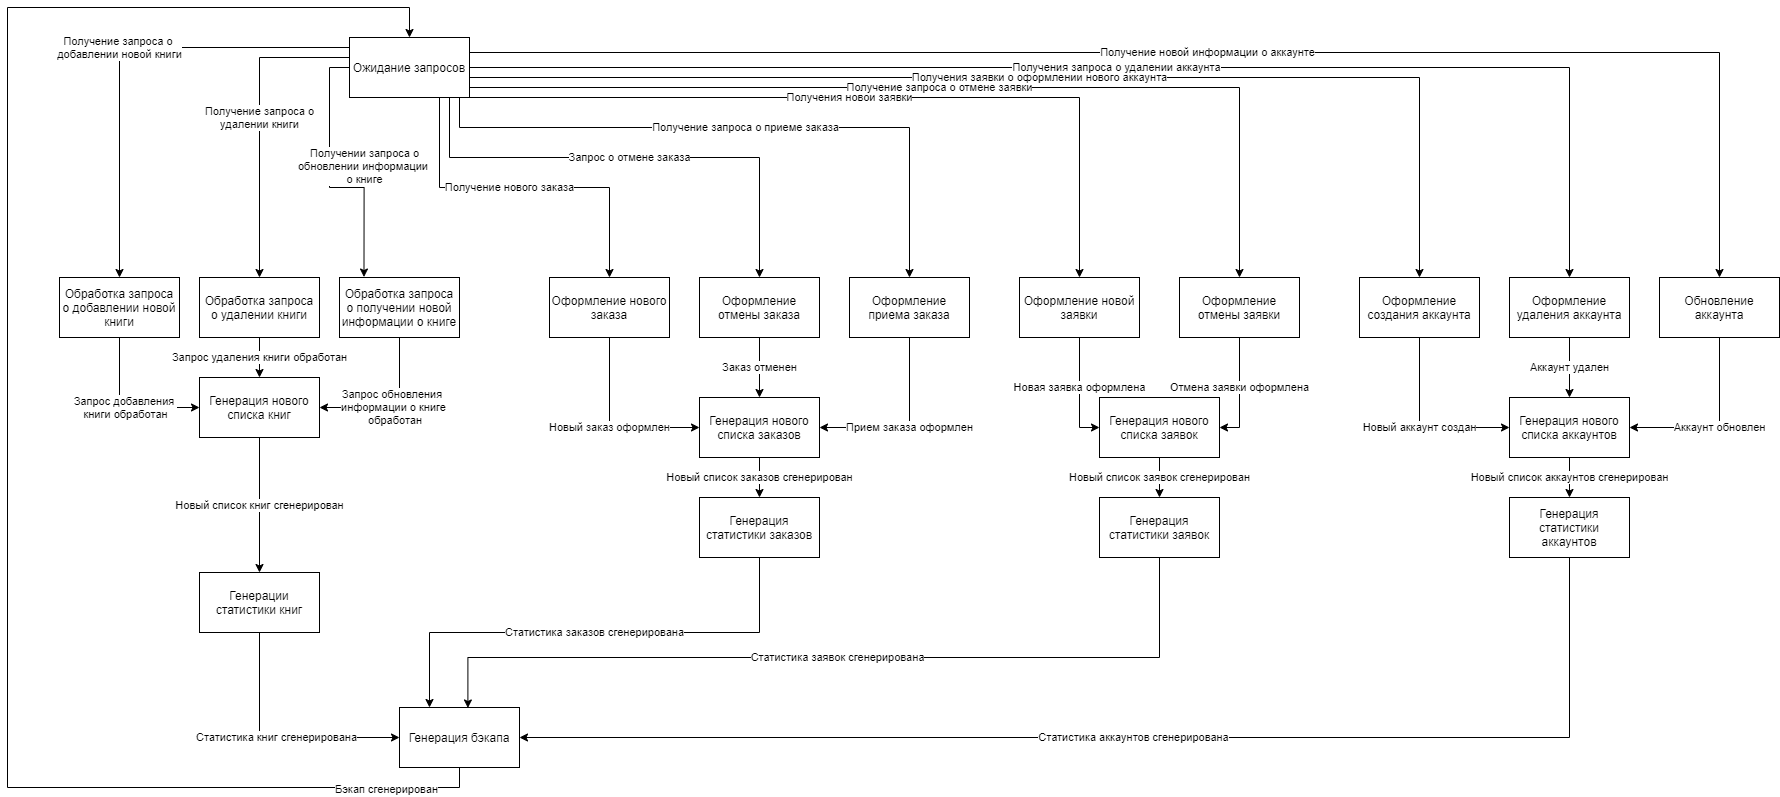 Получение запроса о
добавлении новой книги
Ожидание запросов
Получение новой информации о аккаунте
Получения запроса о удалении аккаунта
Получения заявки о оформлении нового аккаунта
Получение запроса о отмене заявки
Получения новой заявки
Получение запроса о
удалении книги
Получение запроса о приеме заказа
Получении запроса о
обновлении информации
о книге
Запрос о отмене заказа
Получение нового заказа
Обработка запроса
о добавлении новой
книги
Обработка запроса
о удалении книги
Обработка запроса
о получении новой
информации о книге
Оформление нового
заказа
Оформление
отмены заказа
Оформление
приема заказа
Оформление новой
заявки
Оформление
отмены заявки
Оформление
создания аккаунта
Оформление
удаления аккаунта
Обновление
аккаунта
Запрос удаления книги обработан
Заказ отменен
Аккаунт удален
Запрос добавления
книги обработан
Генерация нового
списка книг
Запрос обновления
информации о книге
обработан
Новая заявка оформлена
Отмена заявки оформлена
Новый заказ оформлен
Генерация нового
списка заказов
Прием заказа оформлен
Генерация нового
списка заявок
Новый аккаунт создан
Генерация нового
списка аккаунтов
Аккаунт обновлен
Новый список заказов сгенерирован
Новый список заявок сгенерирован
Новый список аккаунтов сгенерирован
Новый список книг сгенерирован
Генерация
статистики заказов
Генерация
статистики заявок
Генерация
статистики
аккаунтов
Генерации
статистики книг
Статистика заказов сгенерирована
Статистика заявок сгенерирована
Статистика книг сгенерирована
Генерация бэкапа
Статистика аккаунтов сгенерирована
Бэкап сгенерирован